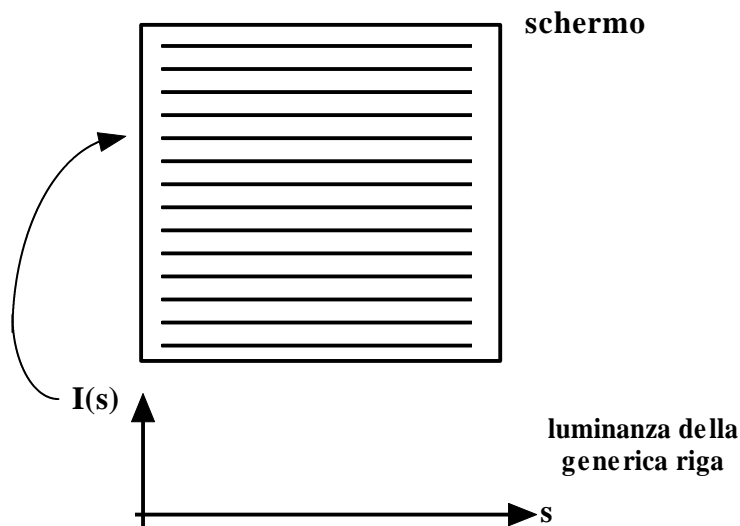 schermo
I(s)
luminanza della
generica riga
s